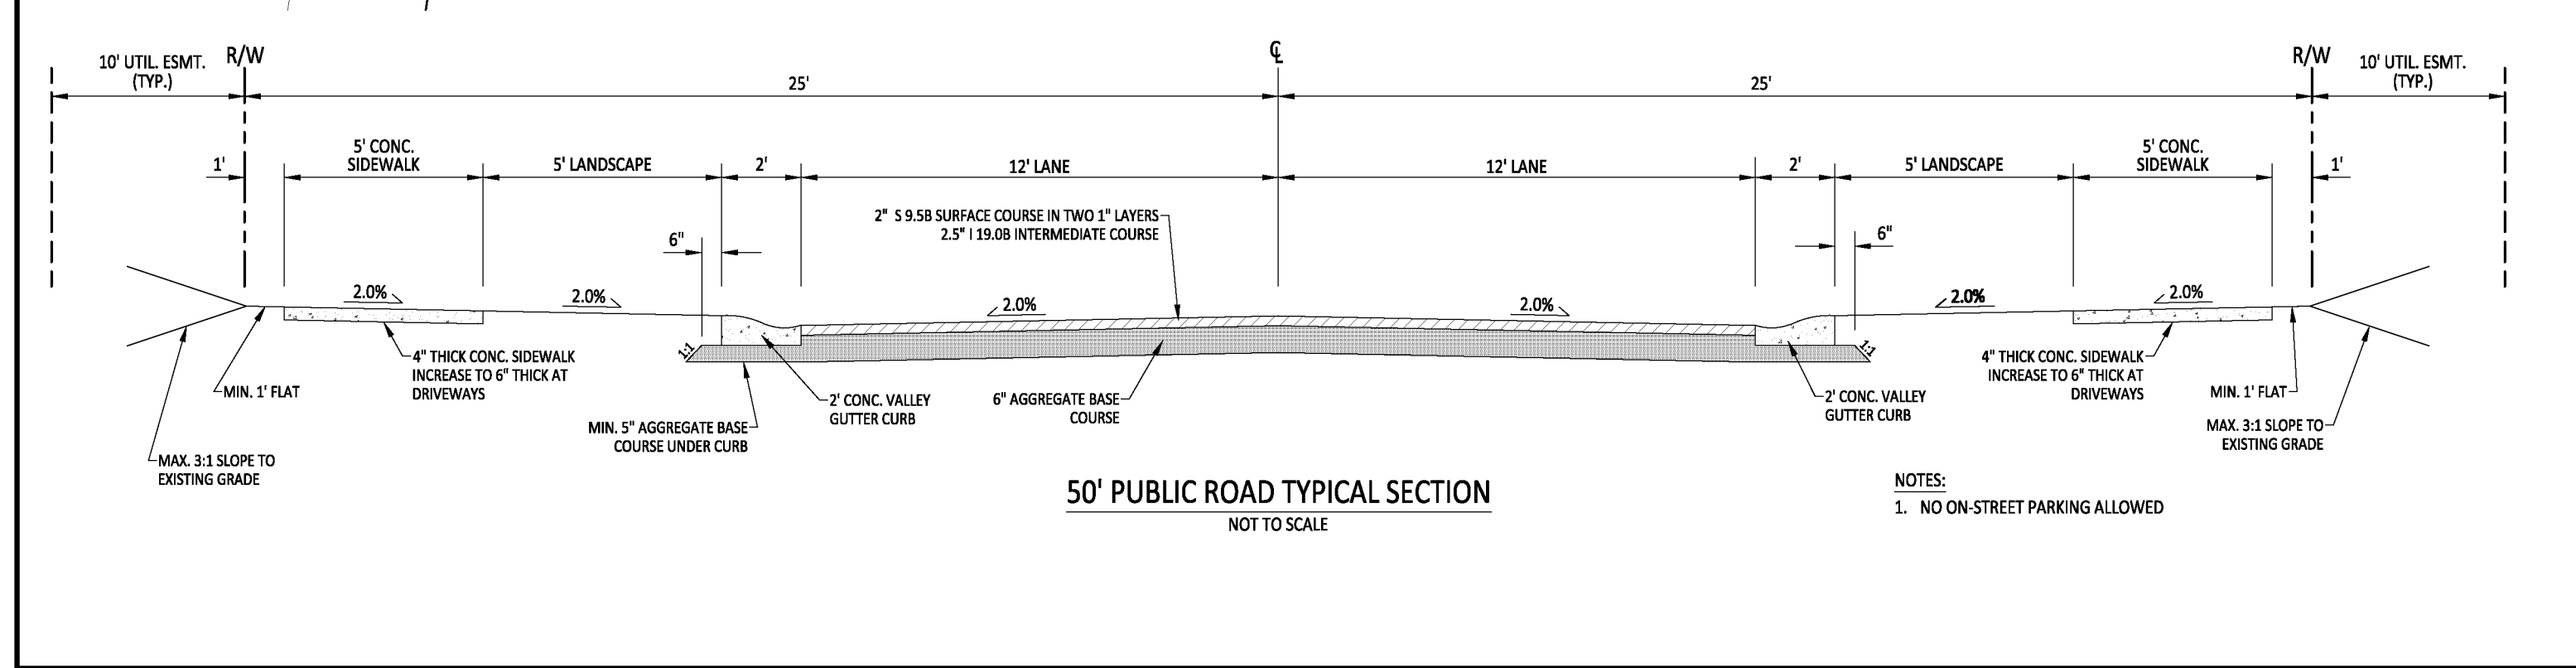 10' UTIL. ESMT.
(TYP.)
R/W
25'
℄
25'
R/W
10' UTIL. ESMT.
(TYP.)
1'
5' CONC.
SIDEWALK
5' LANDSCAPE
2'
12' LANE
12' LANE
2'
5' LANDSCAPE
5' CONC.
SIDEWALK
1'
2" S 9.5B SURFACE COURSE IN TWO 1" LAYERS
2.5" I 19.0B INTERMEDIATE COURSE
6"
6"
2.0%
2.0%
2.0%
2.0%
2.0%
2.0%
1:1
1:1
4" THICK CONC. SIDEWALK
INCREASE TO 6" THICK AT
DRIVEWAYS
MIN. 1' FLAT
MAX. 3:1 SLOPE TO
EXISTING GRADE
MIN. 5" AGGREGATE BASE
COURSE UNDER CURB
2' CONC. VALLEY
GUTTER CURB
6" AGGREGATE BASE
COURSE
2' CONC. VALLEY
GUTTER CURB
4" THICK CONC. SIDEWALK
INCREASE TO 6" THICK AT
DRIVEWAYS
MIN. 1' FLAT
MAX. 3:1 SLOPE TO
EXISTING GRADE
50' PUBLIC ROAD TYPICAL SECTION
NOT TO SCALE
NOTES:
1. NO ON-STREET PARKING ALLOWED